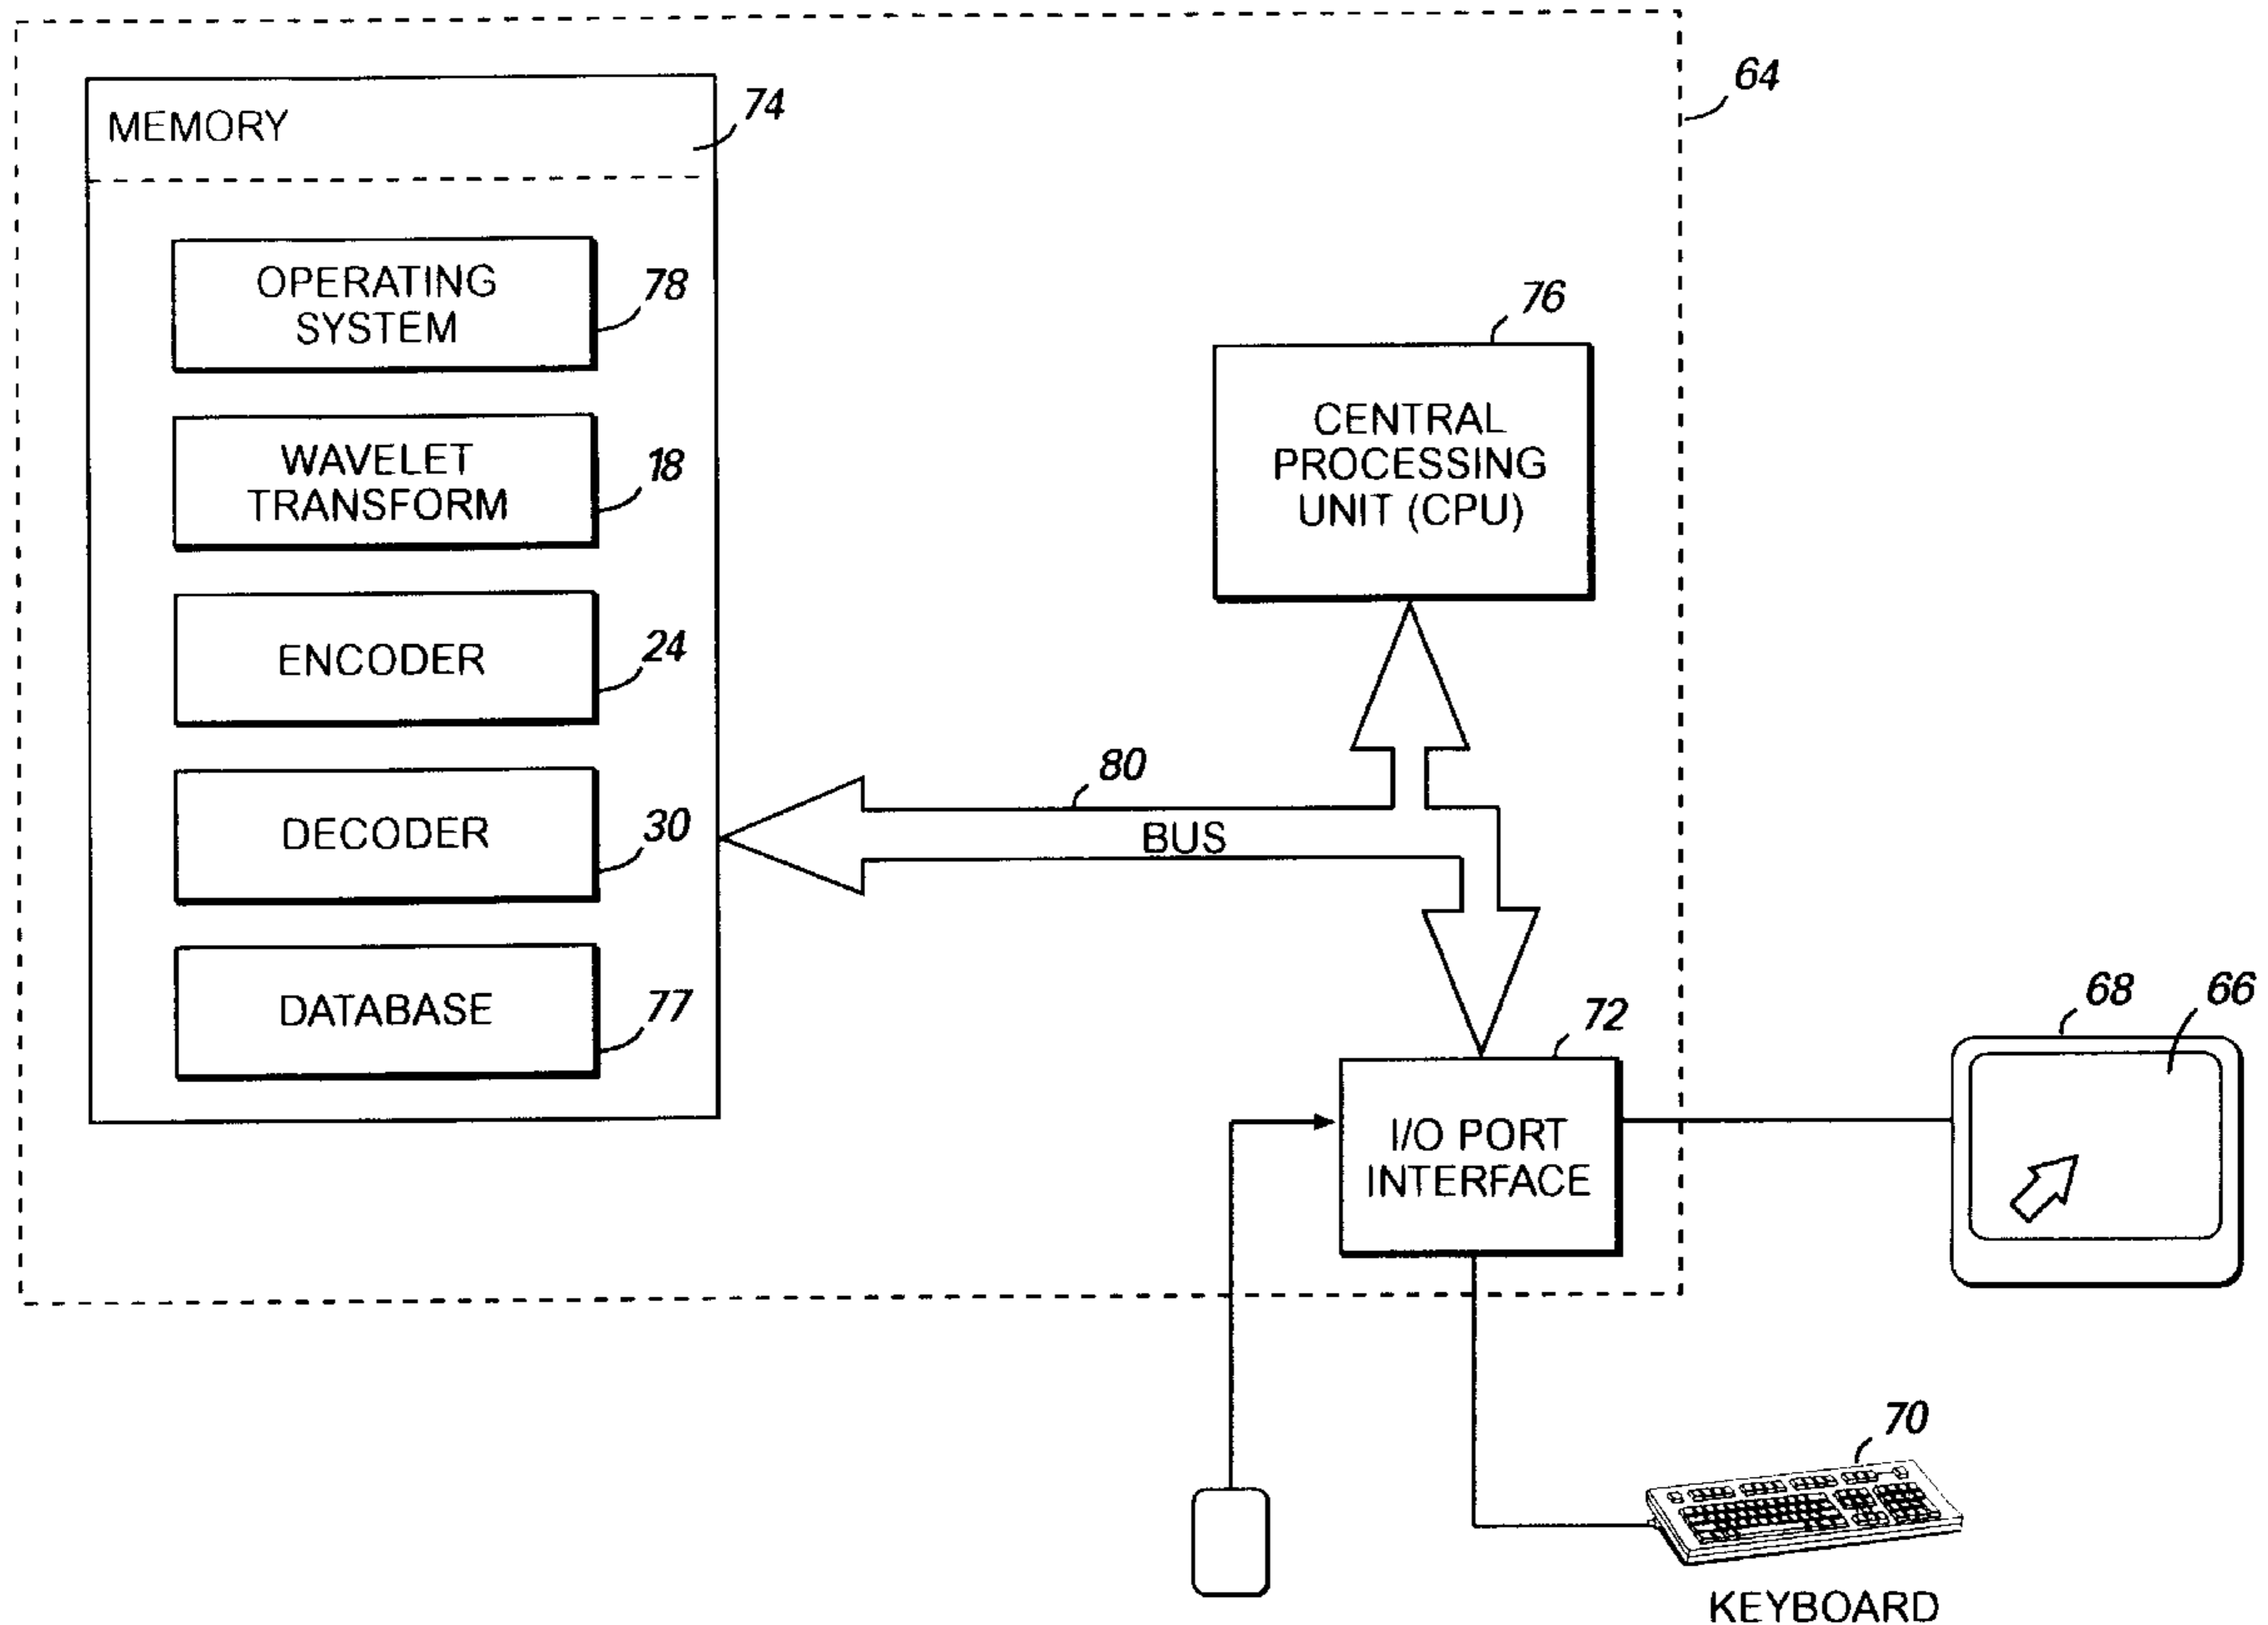 64
MEMORY
74
OPERATING
SYSTEM
78
WAVELET
TRANSFORM
18
ENCODER
24
DECODER
30
DATABASE
77
76
CENTRAL
PROCESSING
UNIT (CPU)
80
BUS
72
I/O PORT
INTERFACE
68
66
70
KEYBOARD